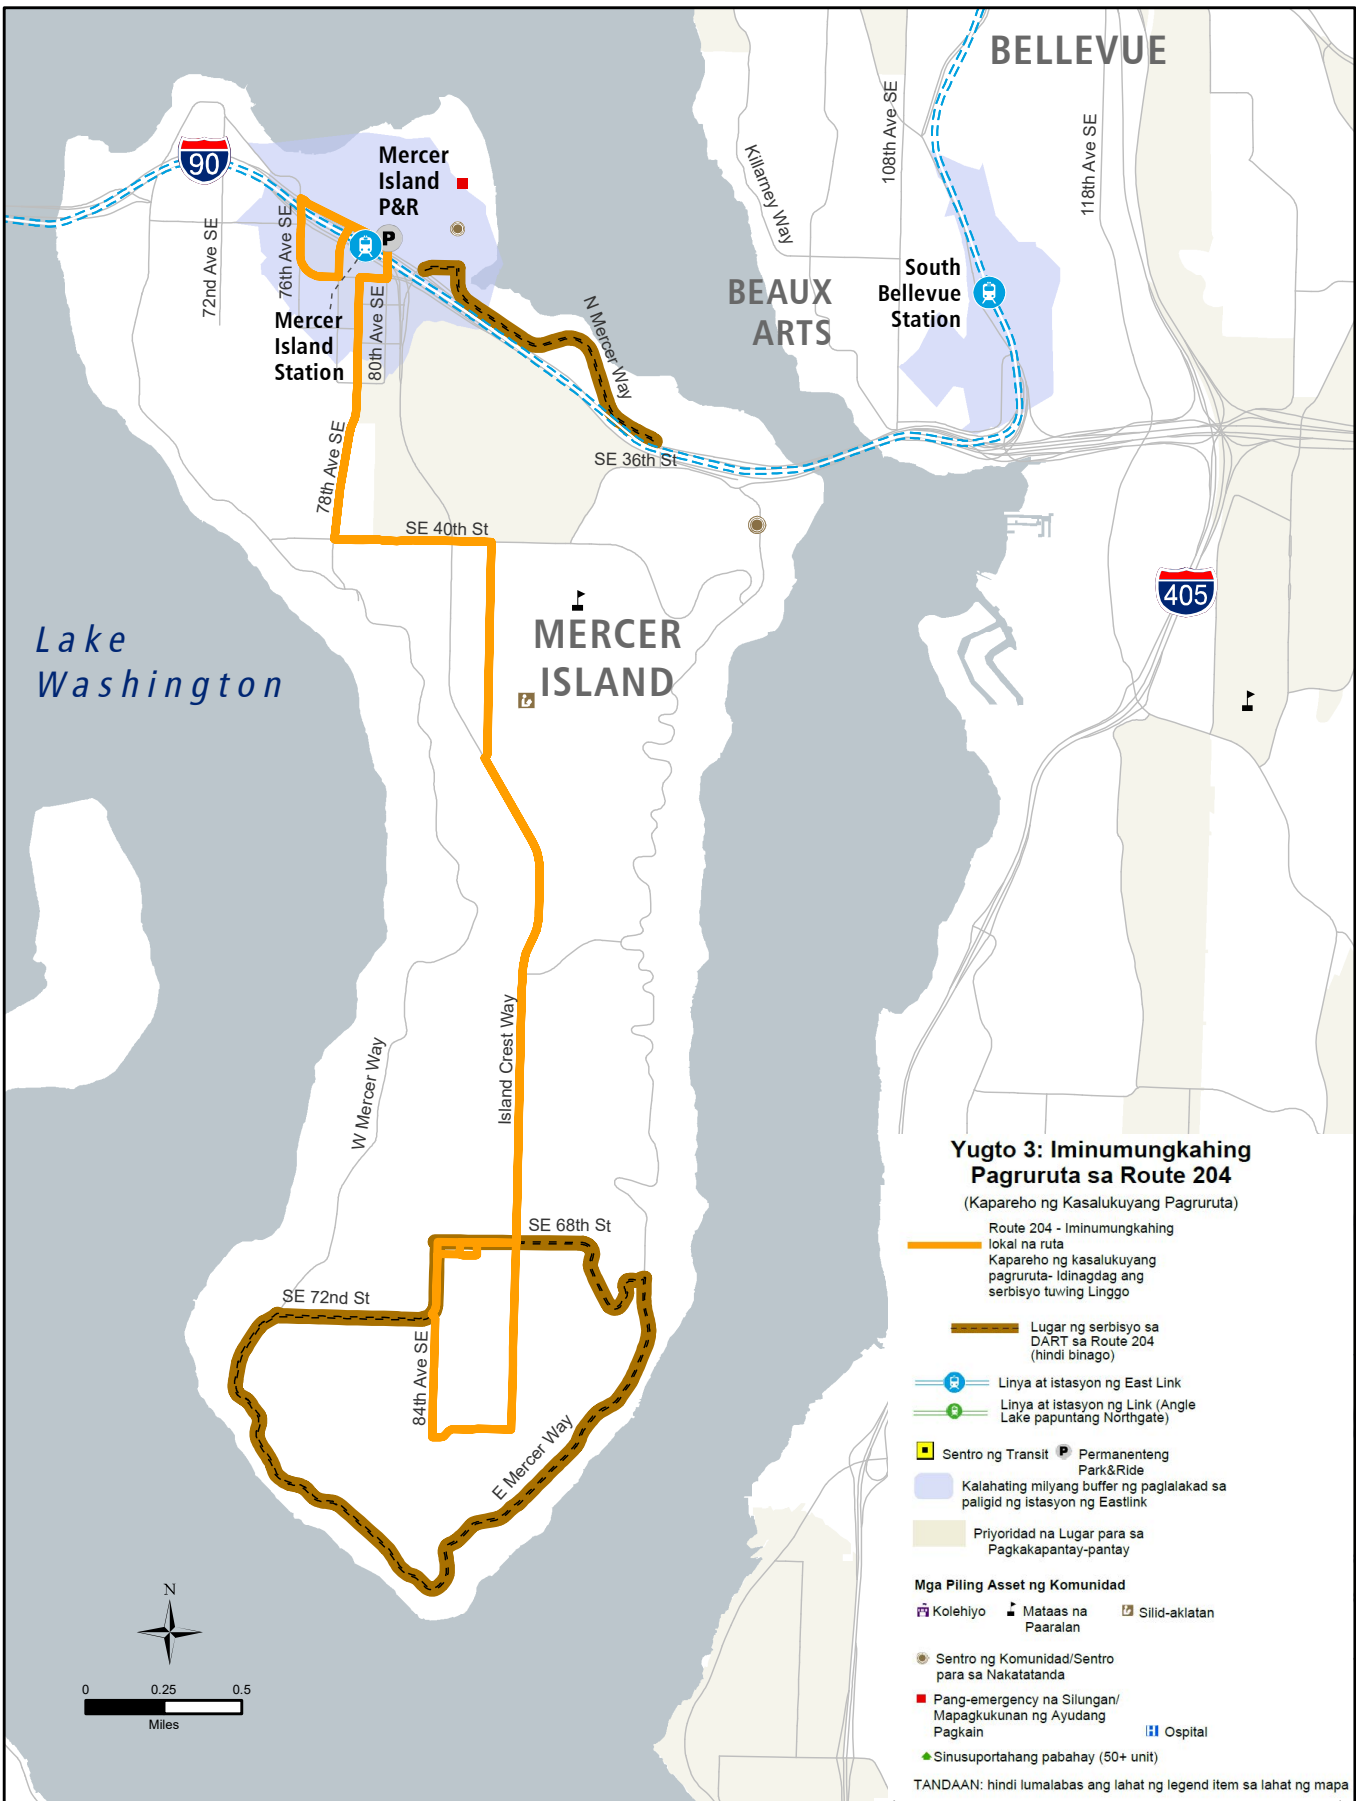 BELLEVUE
90
Mercer
Island
P&R
P
108th Ave SE
118th Ave SE
Killarney Way
72nd Ave SE
76th Ave SE
80th Ave SE
Mercer
Island
Station
N Mercer Way
BEAUX
ARTS
South
Bellevue
Station
78th Ave SE
SE 36th St
SE 40th St
405
MERCER
ISLAND
Lake
Washington
Island Crest Way
W Mercer Way
SE 68th St
SE 72nd St
84th Ave SE
E Mercer Way
N
0 0.25 0.5
Miles
Yugto 3: Iminumungkahing
Pagruruta sa Route 204
(Kapareho ng Kasalukuyang Pagruruta)
Route 204 - Iminumungkahing
lokal na ruta
Kapareho ng kasalukuyang
pagruruta- Idinagdag ang
serbisyo tuwing Linggo
Lugar ng serbisyo sa
DART sa Route 204
(hindi binago)
Linya at istasyon ng East Link
Linya at istasyon ng Link (Angle
Lake papuntang Northgate)
Sentro ng Transit
P Permanenteng
Park&Ride
Kalahating milyang buffer ng paglalakad sa
paligid ng istasyon ng Eastlink
Priyoridad na Lugar para sa
Pagkakapantay-pantay
Mga Piling Asset ng Komunidad
Kolehiyo
Mataas na
Paaralan
Silid-aklatan
Sentro ng Komunidad/Sentro
para sa Nakatatanda
Pang-emergency na Silungan/
Mapagkukunan ng Ayudang
Pagkain
H Ospital
Sinusuportahang pabahay (50+ unit)
TANDAAN: hindi lumalabas ang lahat ng legend item sa lahat ng mapa